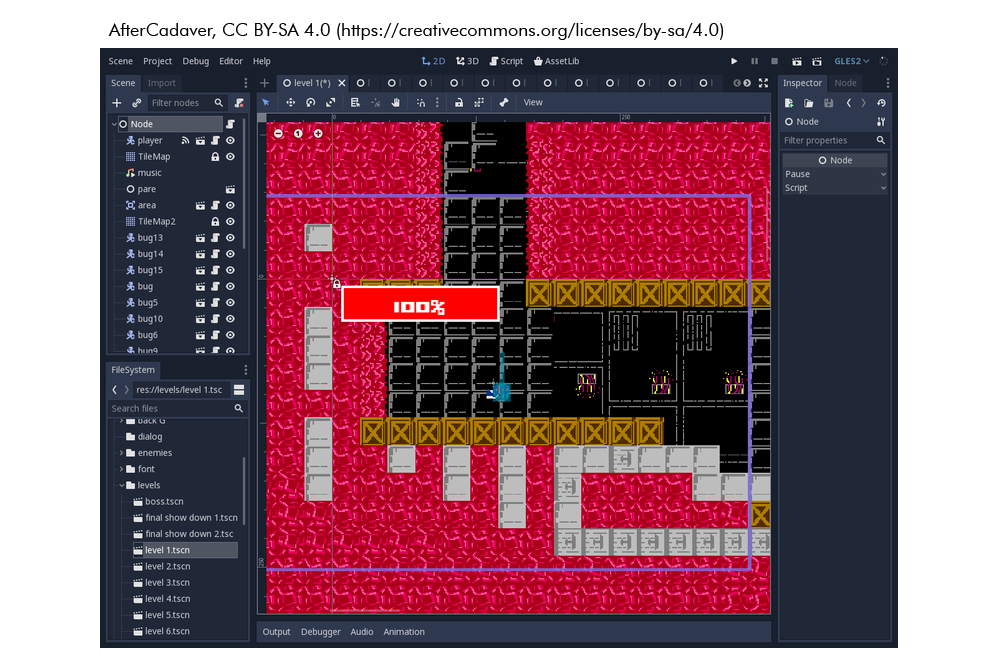 AfterCadaver, CC BY-SA 4.0 (https://creativecommons.org/licenses/by-sa/4.0)
Scene Project Debug Editor Help 2D 3D Script AssetLib GLES2
Scene Import level 1(*) Inspector Node
Filter nodes View
Node Node
player Filter properties
TileMap Node
music Pause
pare Script
area
TileMap2
bug13
bug14
bug15
bug
bug5
bug10
bug6
bug9
0
250
0
250
100%
FileSystem
res://levels/level 1.tsc
Search files
back G
dialog
enemies
font
levels
boss.tscn
final show down 1.tscn
final show down 2.tsc
level 1.tscn
level 2.tscn
level 3.tscn
level 4.tscn
level 5.tscn
level 6.tscn
Output Debugger Audio Animation